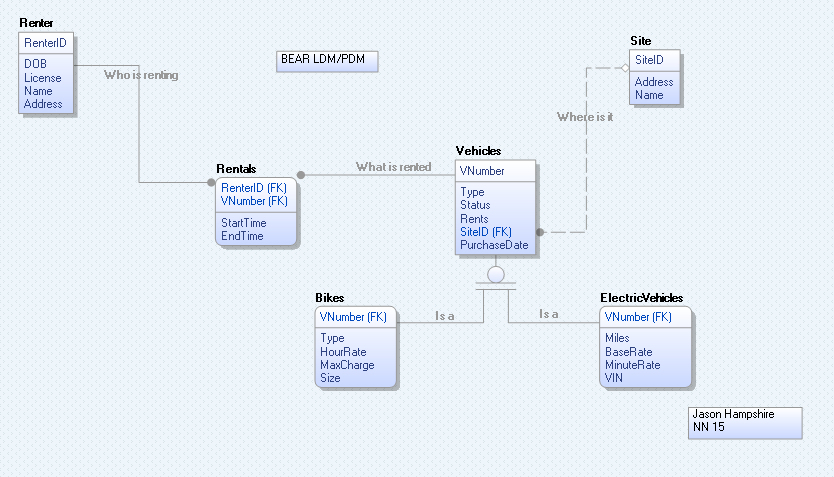 Renter
RenterID
DOB
License
Name
Address
Who is renting
BEAR LDM/PDM
Site
SiteID
Address
Name
Where is it
Vehicles
VNumber
Type
Status
Rents
SiteID (FK)
PurchaseDate
What is rented
Rentals
RenterID (FK)
VNumber (FK)
StartTime
EndTime
Bikes
VNumber (FK)
Type
HourRate
MaxCharge
Size
Is a
Is a
ElectricVehicles
VNumber (FK)
Miles
BaseRate
MinuteRate
VIN
Jason Hampshire
NN 15